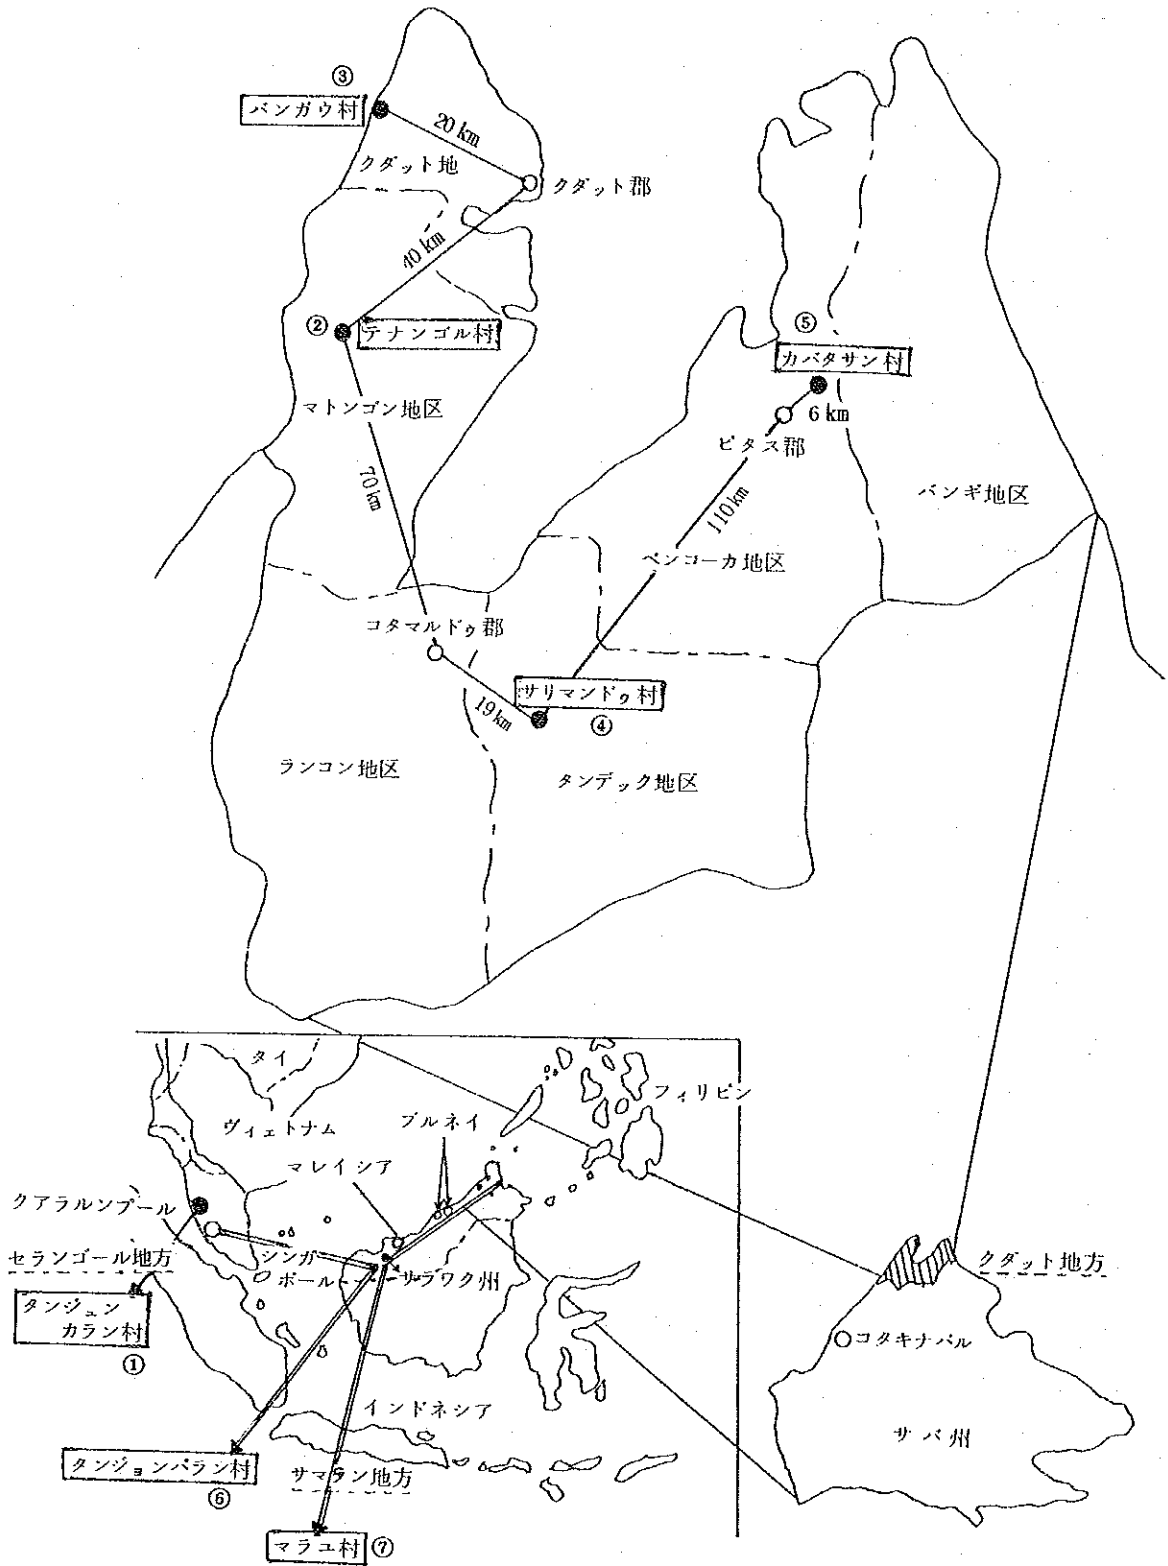 ③
バンガウ村
20 km
クダット地
クダット郡
40 km
②
テナンゴル村
⑤
カバタサン村
6 km
マトンゴン地区
ピタス郡
70 km
バンギ地区
110 km
ベンコーカ地区
コタマルドゥ郡
サリマンドゥ村
19 km
④
ランコン地区
タンデック地区
タイ
フィリピン
ヴィェトナム
ブルネイ
マレイシア
クアラルンプール
セランゴール地方
シンガ
ポール
サラワク州
クダット地方
タンジュン
カラン村
①
コタキナバル
インドネシア
サバ州
タンジョンパラン村
サマラン地方
⑥
マラユ村 ⑦